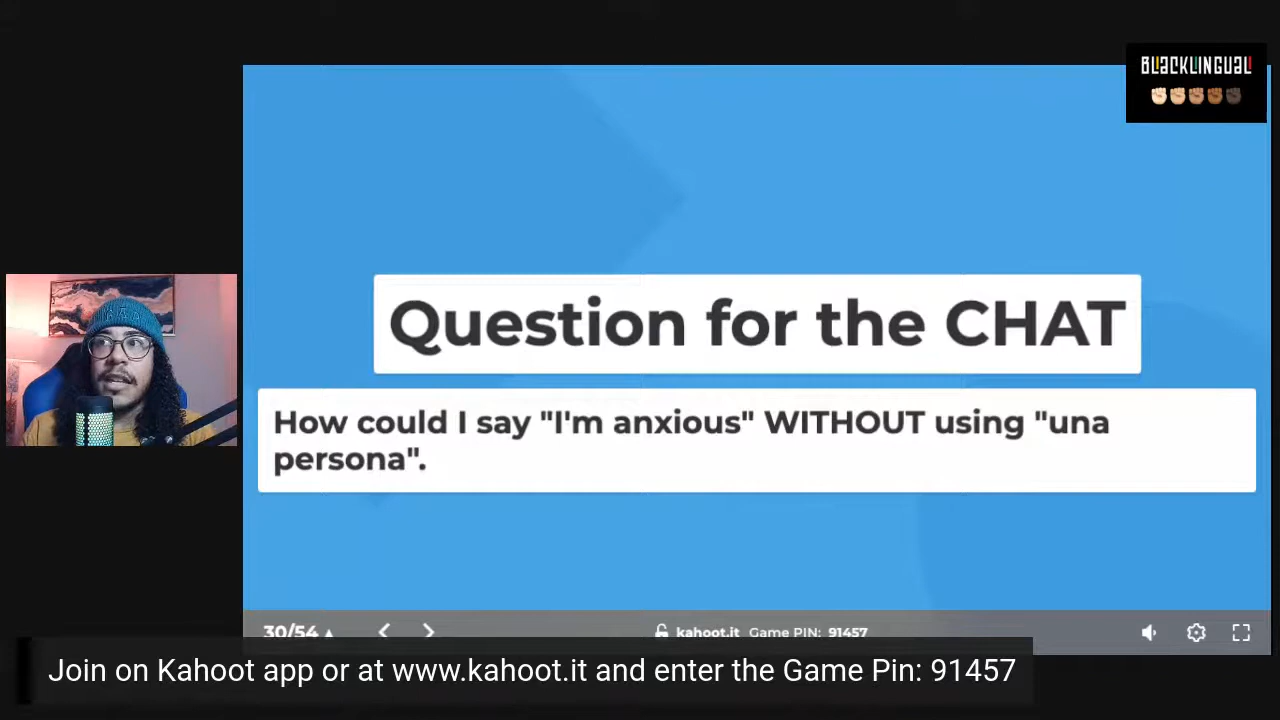 BLACKLINGUAL
Question for the CHAT
How could I say "I'm anxious" WITHOUT using "una
persona".
30/54
kahoot.it Game PIN: 91457
Join on Kahoot app or at www.kahoot.it and enter the Game Pin: 91457